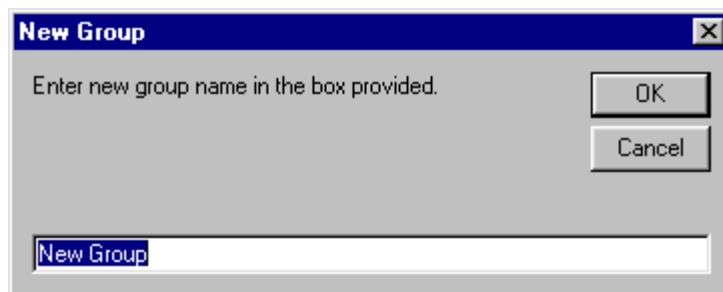 New Group
Enter new group name in the box provided.
OK
Cancel
New Group